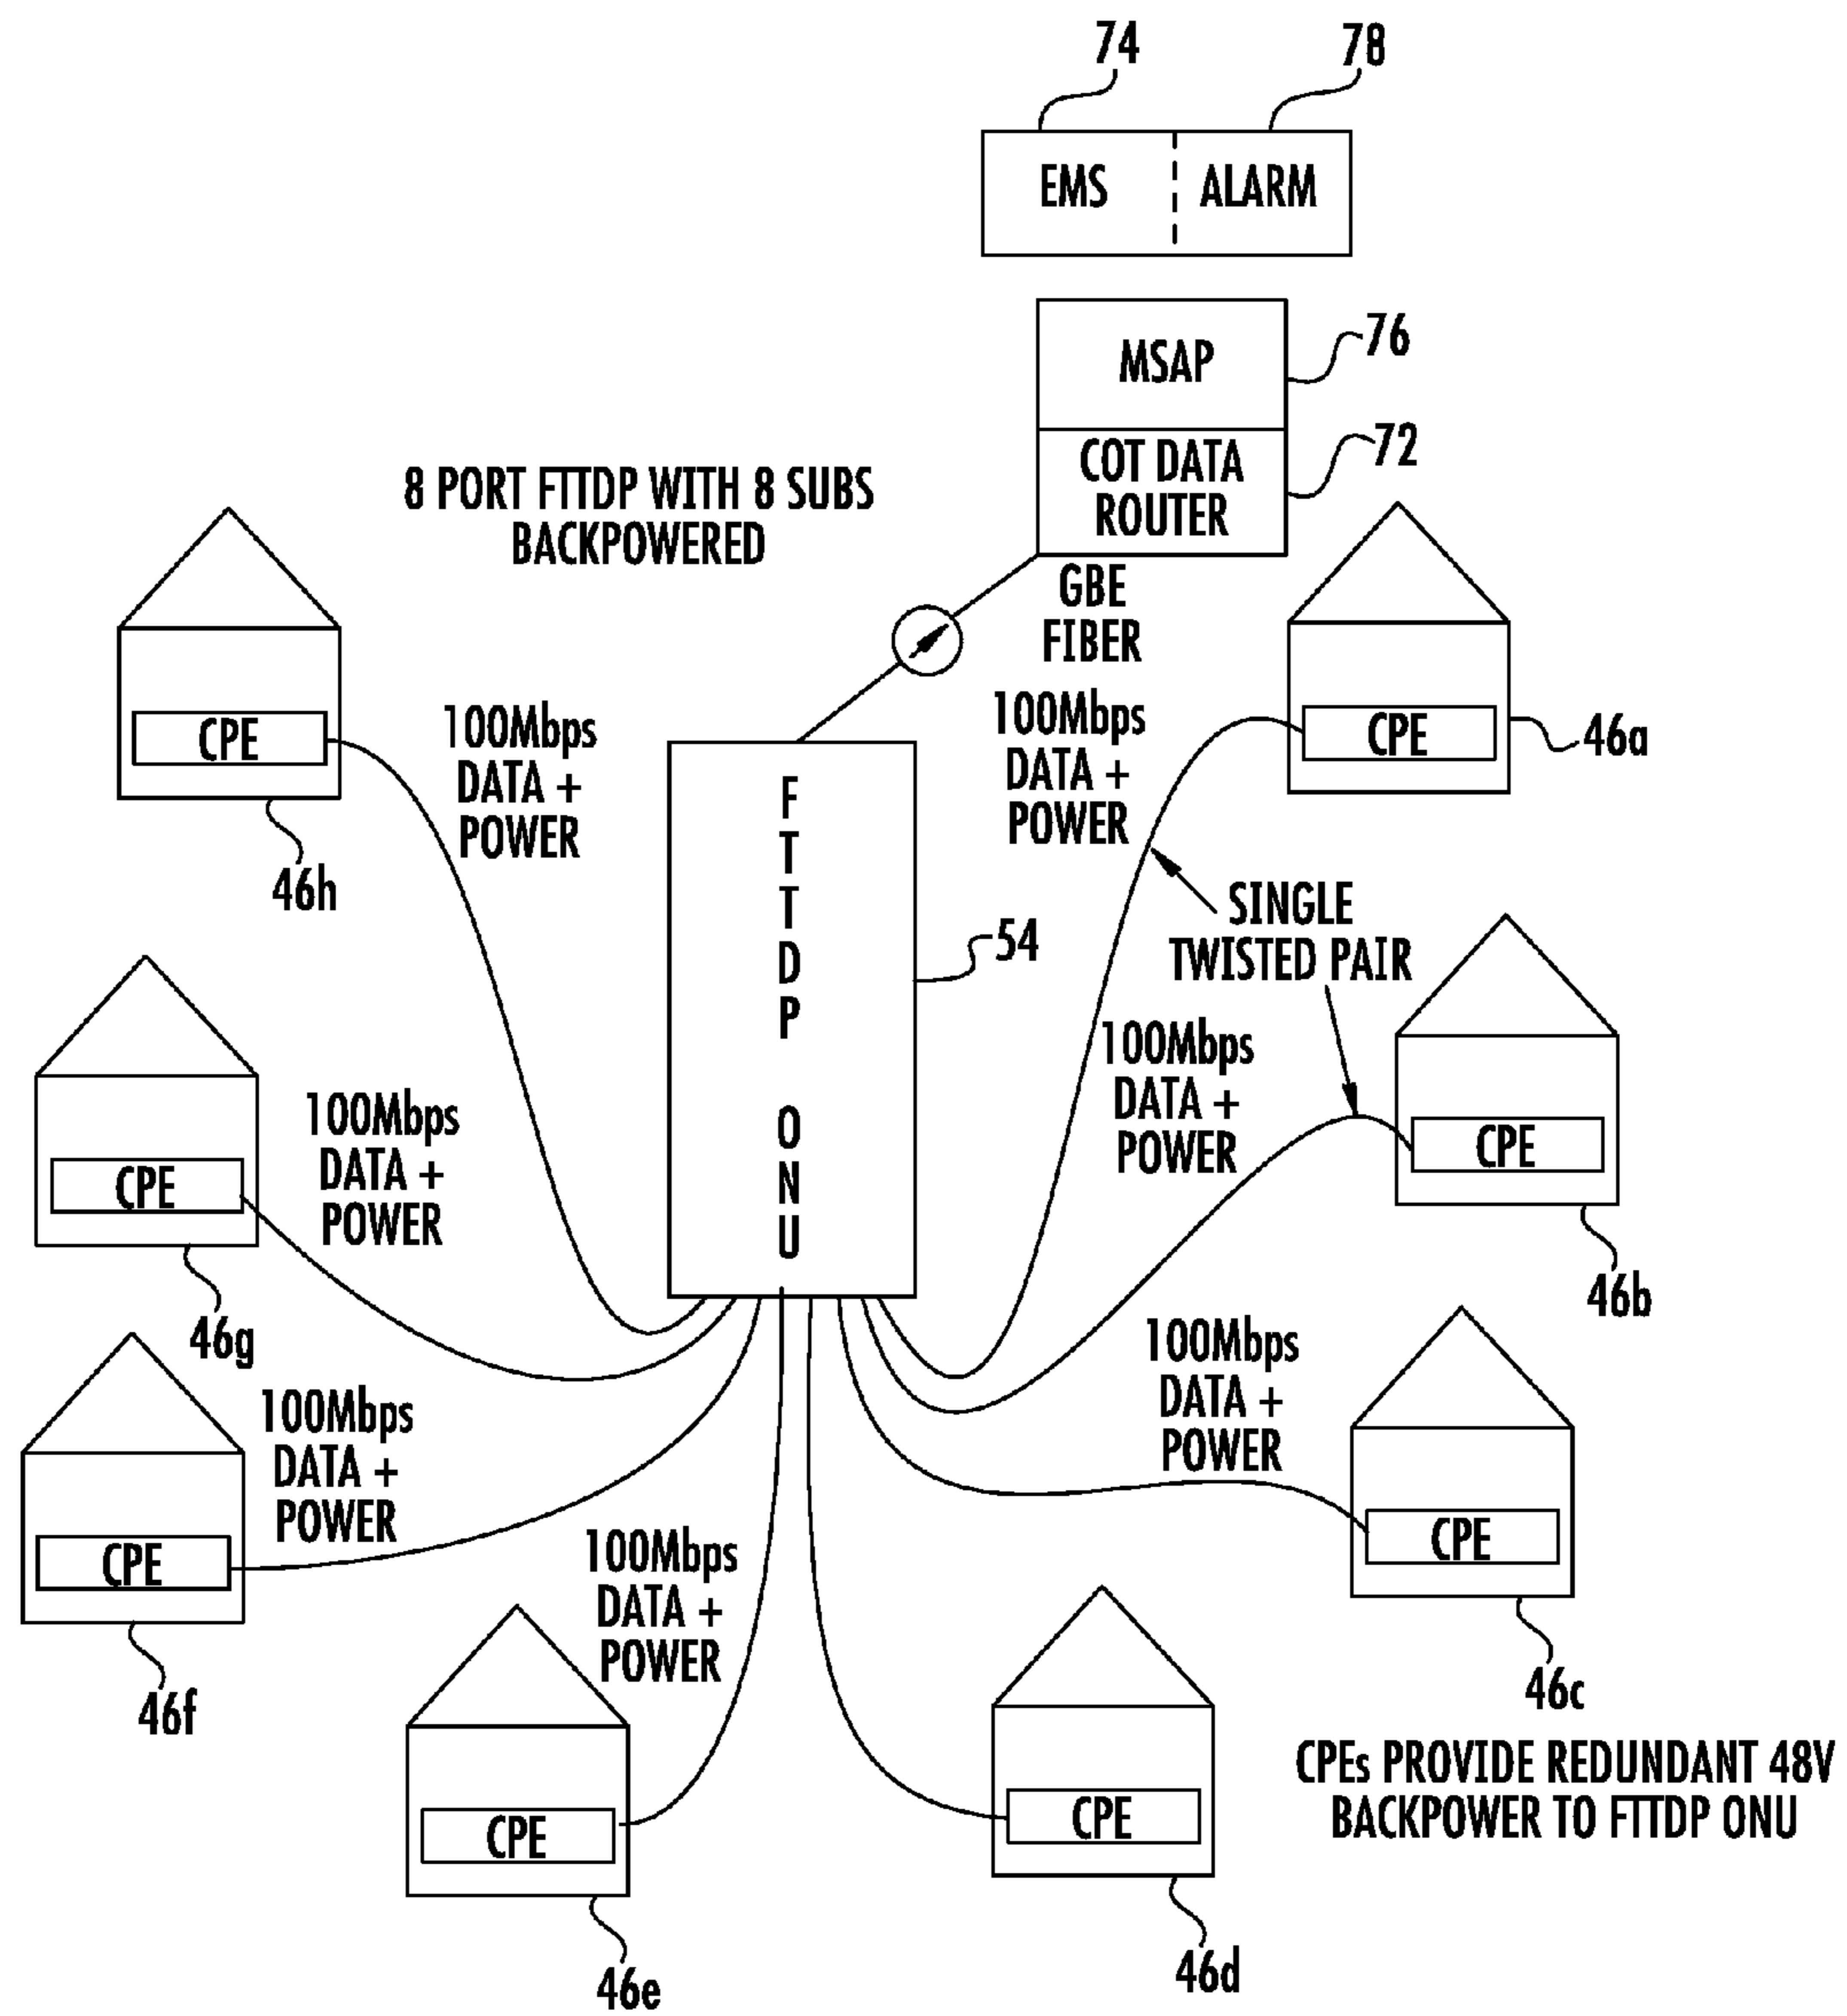 74
78
EMS
ALARM
MSAP
76
COT DATA
ROUTER
72
8 PORT FTTDP WITH 8 SUBS
BACKPOWERED
GBE
FIBER
CPE
46h
100Mbps
DATA +
POWER
FTTDP ONU
54
100Mbps
DATA +
POWER
CPE
46a
SINGLE
TWISTED PAIR
CPE
46g
100Mbps
DATA +
POWER
100Mbps
DATA +
POWER
CPE
46b
CPE
46f
100Mbps
DATA +
POWER
100Mbps
DATA +
POWER
CPE
46c
CPE
46e
100Mbps
DATA +
POWER
CPE
46d
CPEs PROVIDE REDUNDANT 48V
BACKPOWER TO FTTDP ONU